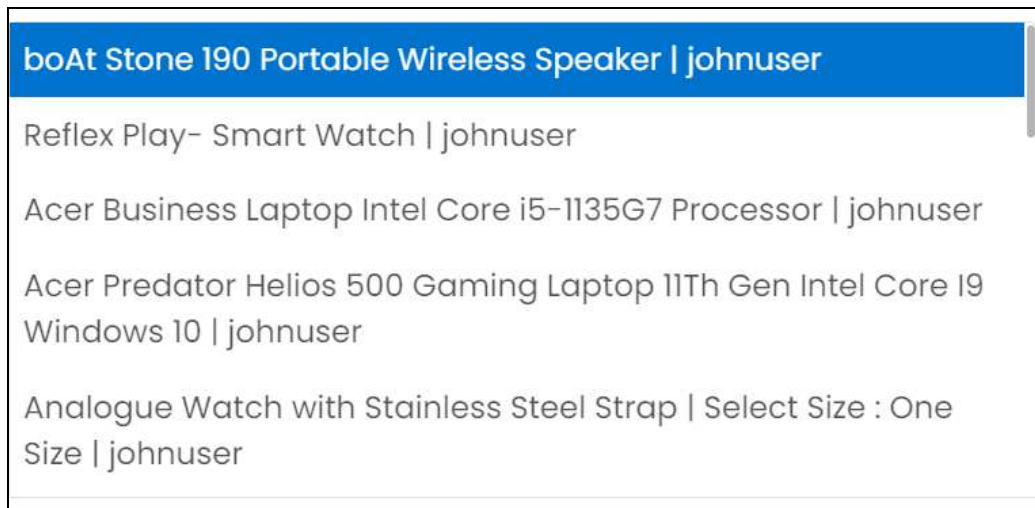 boAt Stone 190 Portable Wireless Speaker | johnuser
Reflex Play- Smart Watch | johnuser
Acer Business Laptop Intel Core i5-1135G7 Processor | johnuser
Acer Predator Helios 500 Gaming Laptop 11Th Gen Intel Core I9
Windows 10 | johnuser
Analogue Watch with Stainless Steel Strap | Select Size : One
Size | johnuser